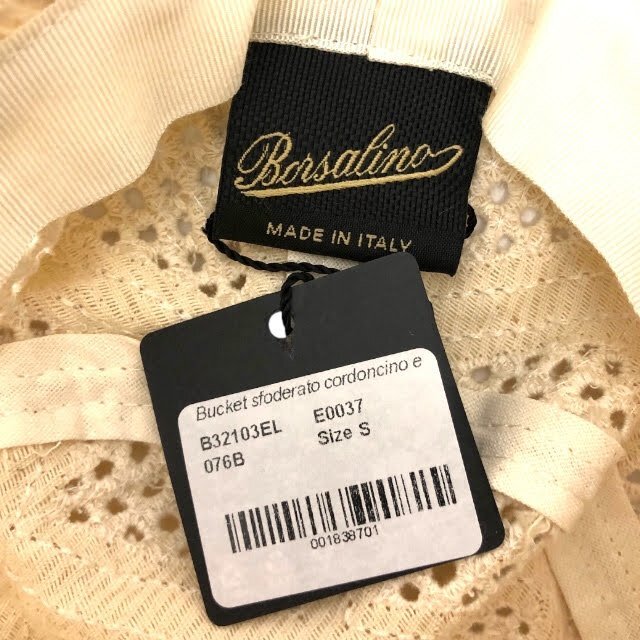 Borsalino
MADE IN ITALY
Bucket sfoderato cordoncino e
B32103EL E0037
076B Size S
001838701